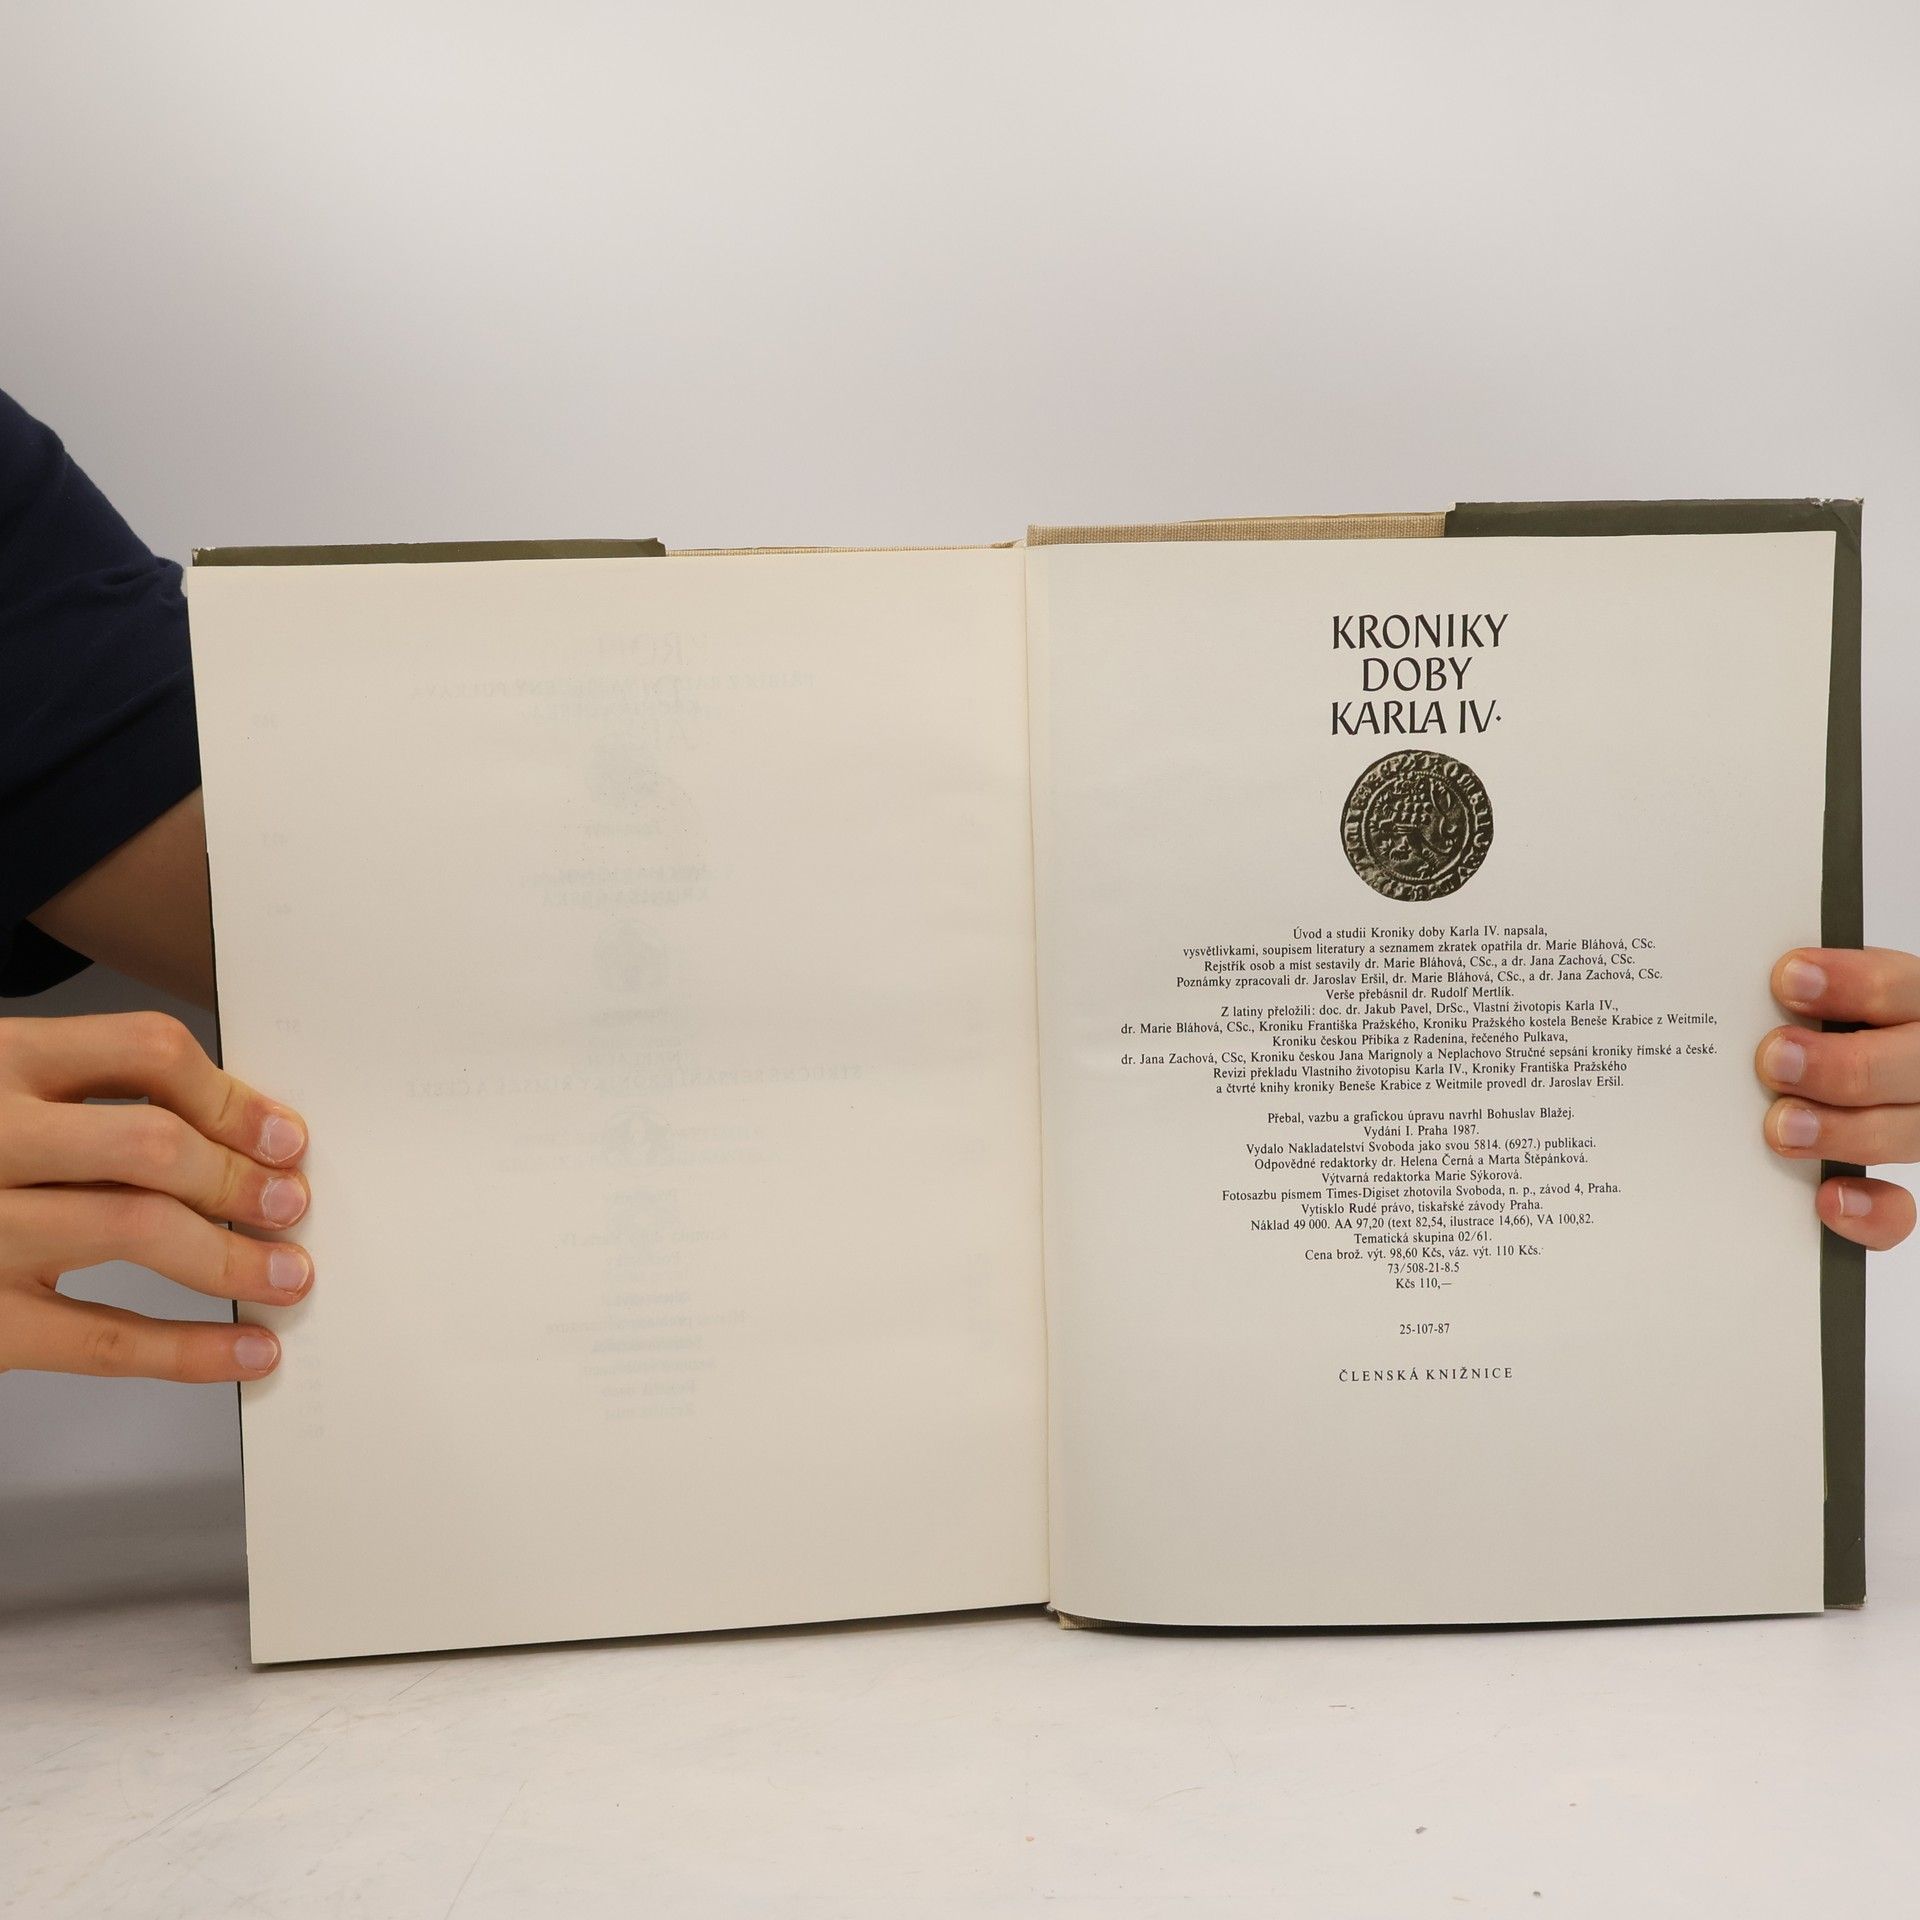 KRONIKY
DOBY
KARLA IV.
Úvod a studii Kroniky doby Karla IV. napsala,
vysvětlivkami, soupisem literatury a seznamem zkratek opatřila dr. Marie Bláhová, CSc.
Rejstřík osob a míst sestavily dr. Marie Bláhová, CSc., a dr. Jana Zachová, CSc.
Poznámky zpracovali dr. Jaroslav Eršil, dr. Marie Bláhová, CSc., a dr. Jana Zachová, CSc.
Verše přebásnil dr. Rudolf Mertlík.
Z latiny přeložili: doc. dr. Jakub Pavel, DrSc., Vlastní životopis Karla IV.,
dr. Marie Bláhová, CSc., Kroniku Františka Pražského, Kroniku Pražského kostela Beneše Krabice z Weitmile,
Kroniku českou Přibíka z Radenína, řečeného Pulkava,
dr. Jana Zachová, CSc, Kroniku českou Jana Marignoly a Neplachovo Stručné sepsání kroniky římské a české.
Revizi překladu Vlastního životopisu Karla IV., Kroniky Františka Pražského
a čtvrté knihy kroniky Beneše Krabice z Weitmile provedl dr. Jaroslav Eršil.
Přebal, vazbu a grafickou úpravu navrhl Bohuslav Blažej.
Vydání I. Praha 1987.
Vydalo Nakladatelství Svoboda jako svou 5814. (6927.) publikaci.
Odpovědné redaktorky dr. Helena Černá a Marta Štěpánková.
Výtvarná redaktorka Marie Sýkorová.
Fotosazbu písmem Times-Digiset zhotovila Svoboda, n. p., závod 4, Praha.
Vytisklo Rudé právo, tiskařské závody Praha.
Náklad 49 000. AA 97,20 (text 82,54, ilustrace 14,66), VA 100,82.
Tematická skupina 02/61.
Cena brož. výt. 98,60 Kčs, váz. výt. 110 Kčs.
73/508-21-8.5
Kčs 110,—
25-107-87
ČLENSKÁ KNIŽNICE